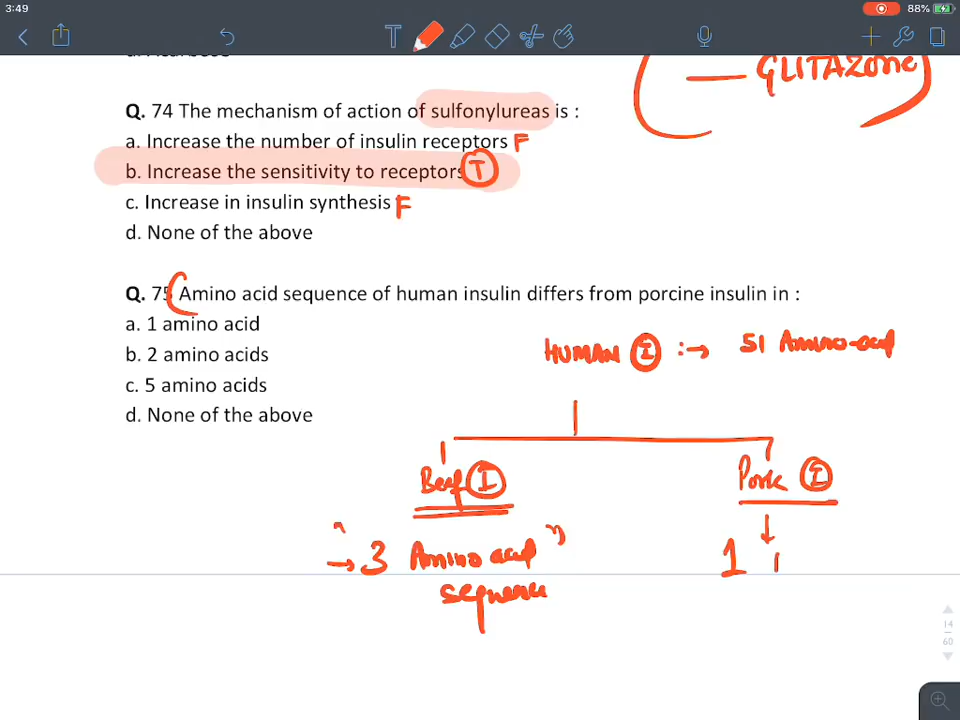 3:49
88%
T
GLITAZONE
Q. 74 The mechanism of action of sulfonylureas is :
a. Increase the number of insulin receptors F
b. Increase the sensitivity to receptors T
c. Increase in insulin synthesis F
d. None of the above
Q. 75 Amino acid sequence of human insulin differs from porcine insulin in :
a. 1 amino acid
b. 2 amino acids
c. 5 amino acids
d. None of the above
HUMAN I :→ 51 Amino-acid
Beef I
Pork I
→ 3 Amino acid
sequence
1
14
60